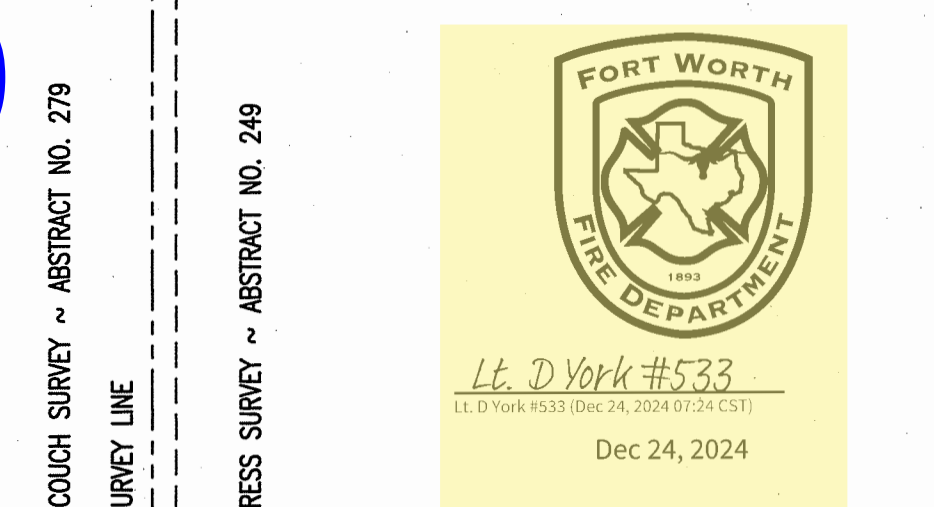 COUCH SURVEY ~ ABSTRACT NO. 279
URVEY LINE
RESS SURVEY ~ ABSTRACT NO. 249
FORT WORTH
FIRE DEPARTMENT
1893
Lt. D York #533
Lt. D York #533 (Dec 24, 2024 07:24 CST)
Dec 24, 2024